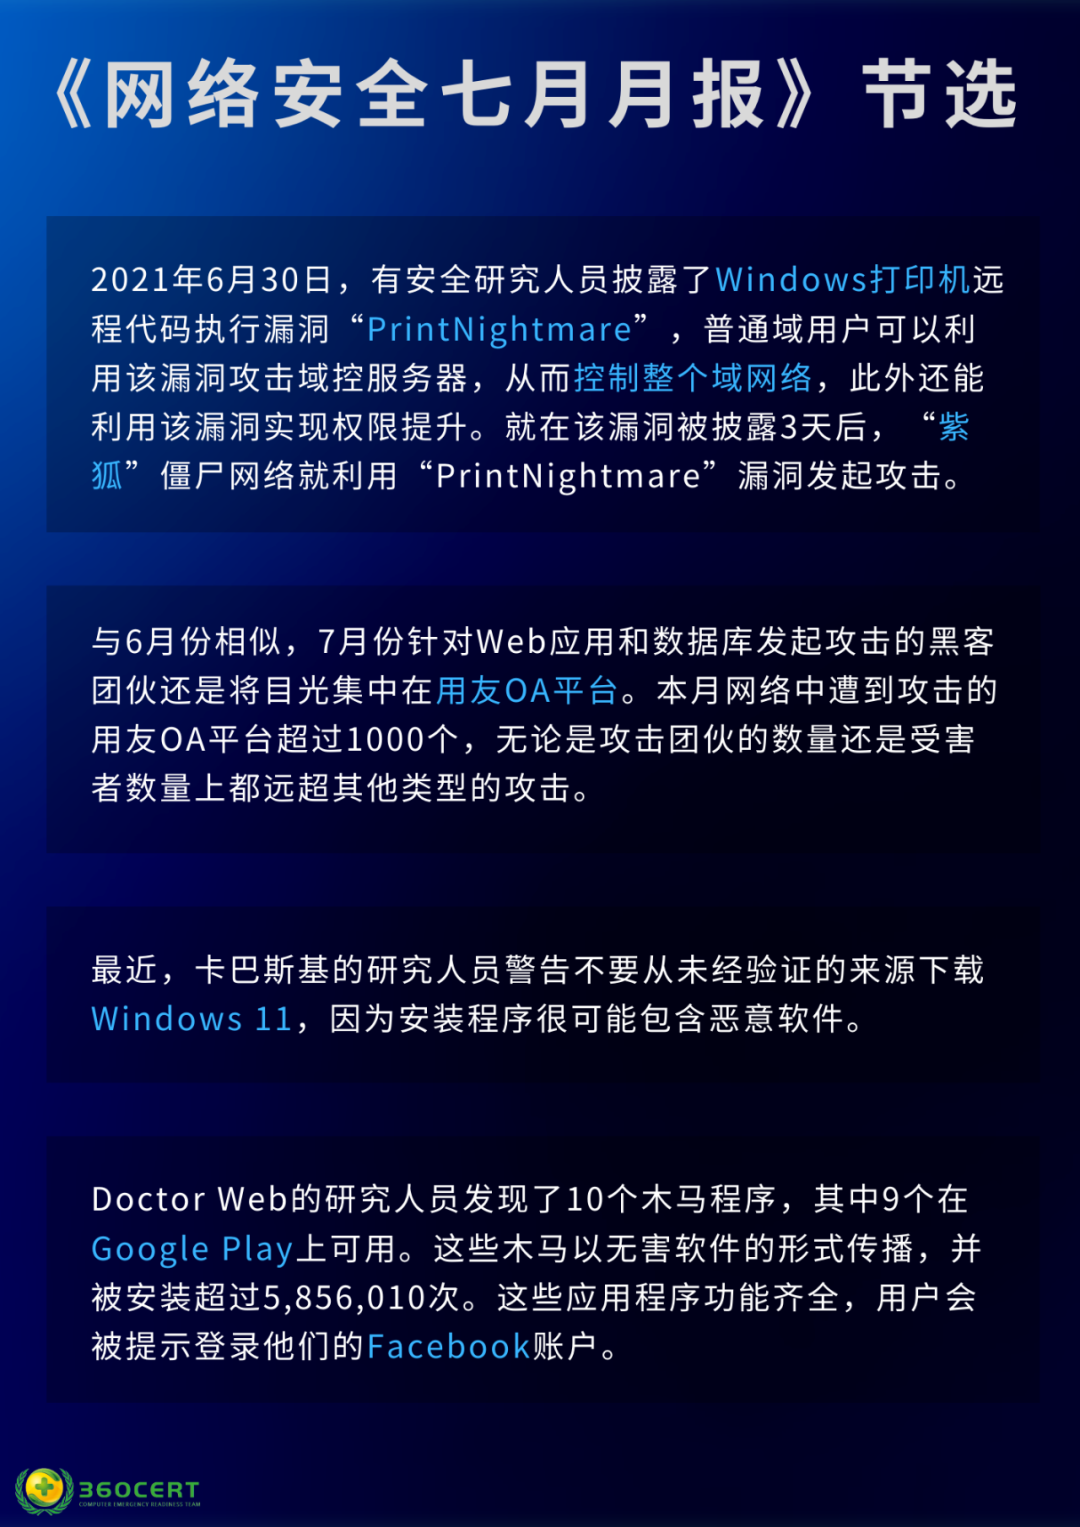 《网络安全七月月报》节选
2021年6月30日，有安全研究人员披露了Windows打印机远
程代码执行漏洞“PrintNightmare”，普通域用户可以利
用该漏洞攻击域控服务器，从而控制整个域网络，此外还能
利用该漏洞实现权限提升。就在该漏洞被披露3天后，“紫
狐”僵尸网络就利用“PrintNightmare”漏洞发起攻击。
与6月份相似，7月份针对Web应用和数据库发起攻击的黑客
团伙还是将目光集中在用友OA平台。本月网络中遭到攻击的
用友OA平台超过1000个，无论是攻击团伙的数量还是受害
者数量上都远超其他类型的攻击。
最近，卡巴斯基的研究人员警告不要从未经验证的来源下载
Windows 11，因为安装程序很可能包含恶意软件。
Doctor Web的研究人员发现了10个木马程序，其中9个在
Google Play上可用。这些木马以无害软件的形式传播，并
被安装超过5,856,010次。这些应用程序功能齐全，用户会
被提示登录他们的Facebook账户。
360CERT
COMPUTER EMERGENCY READINESS TEAM